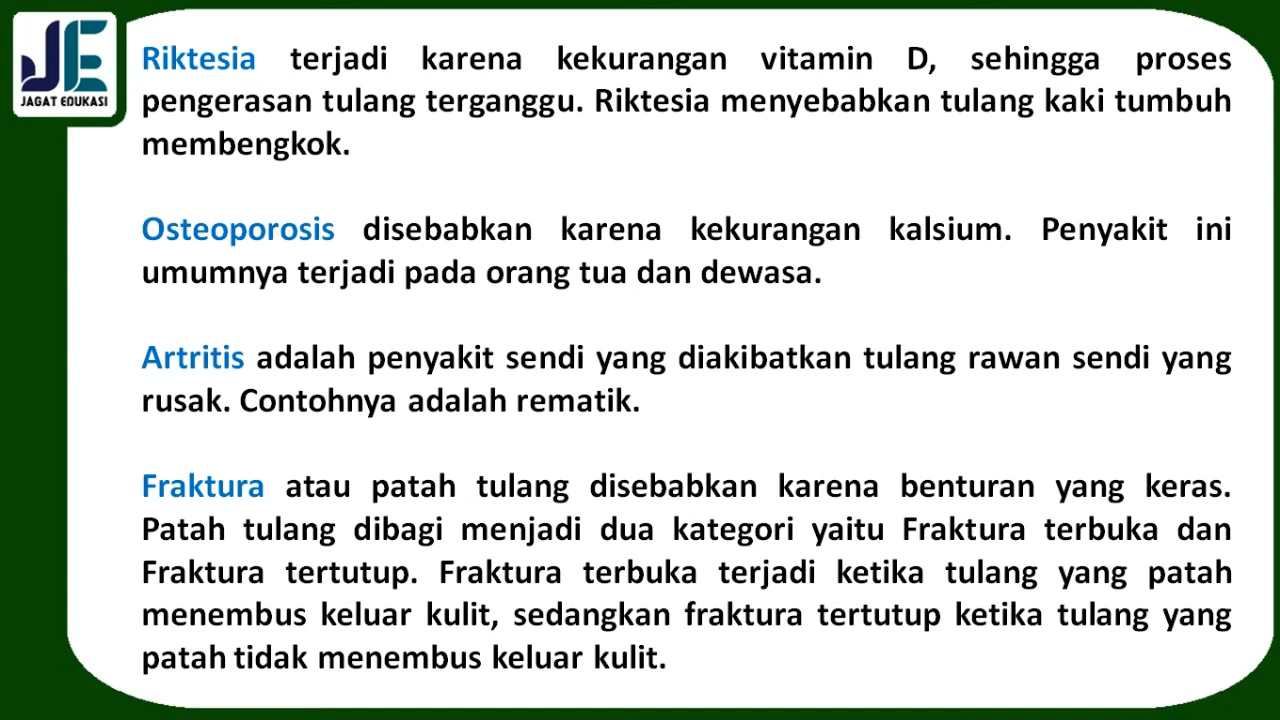 JE
JAGAT EDUKASI
Riktesia terjadi karena kekurangan vitamin D, sehingga proses
pengerasan tulang terganggu. Riktesia menyebabkan tulang kaki tumbuh
membengkok.
Osteoporosis disebabkan karena kekurangan kalsium. Penyakit ini
umumnya terjadi pada orang tua dan dewasa.
Artritis adalah penyakit sendi yang diakibatkan tulang rawan sendi yang
rusak. Contohnya adalah rematik.
Fraktura atau patah tulang disebabkan karena benturan yang keras.
Patah tulang dibagi menjadi dua kategori yaitu Fraktura terbuka dan
Fraktura tertutup. Fraktura terbuka terjadi ketika tulang yang patah
menembus keluar kulit, sedangkan fraktura tertutup ketika tulang yang
patah tidak menembus keluar kulit.